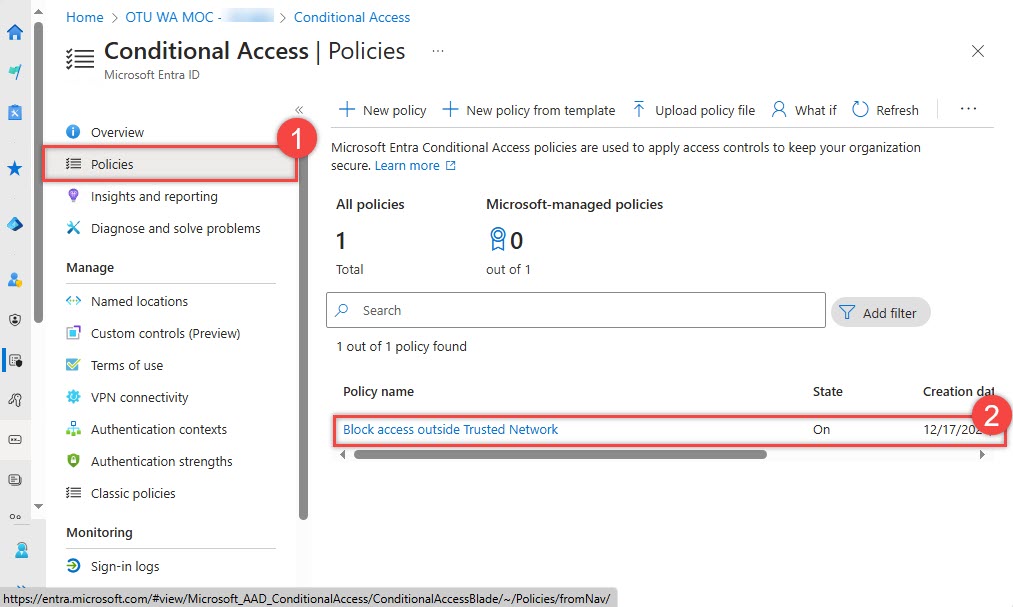 Home > OTU WA MOC - > Conditional Access
Conditional Access | Policies ...
Microsoft Entra ID
«
+ New policy + New policy from template Upload policy file What if Refresh ...
Overview
1
Policies
Insights and reporting
Diagnose and solve problems
Manage
Named locations
Custom controls (Preview)
Terms of use
VPN connectivity
Authentication contexts
Authentication strengths
Classic policies
Monitoring
Sign-in logs
Microsoft Entra Conditional Access policies are used to apply access controls to keep your organization
secure. Learn more
All policies Microsoft-managed policies
1 0
Total out of 1
Search Add filter
1 out of 1 policy found
Policy name State Creation dat
2
Block access outside Trusted Network On 12/17/202
https://entra.microsoft.com/#view/Microsoft_AAD_ConditionalAccess/ConditionalAccessBlade/~/Policies/fromNav/